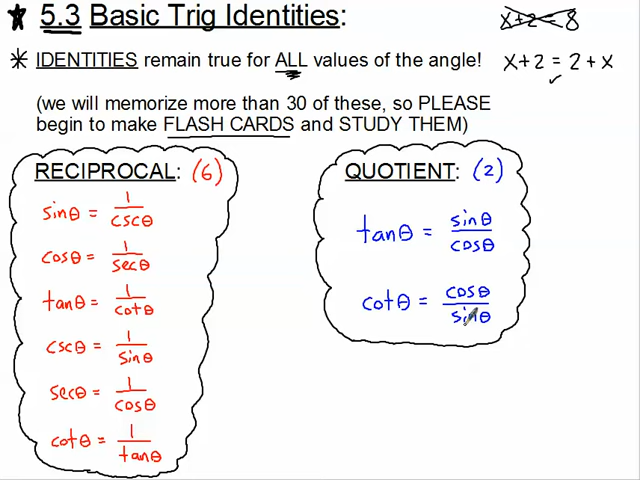 5.3 Basic Trig Identities:
x+2 = 8
IDENTITIES remain true for ALL values of the angle!
x+2 = 2+x
(we will memorize more than 30 of these, so PLEASE
begin to make FLASH CARDS and STUDY THEM)
RECIPROCAL: (6)
sinθ = 1/cscθ
cosθ = 1/secθ
tanθ = 1/cotθ
cscθ = 1/sinθ
secθ = 1/cosθ
cotθ = 1/tanθ
QUOTIENT: (2)
tanθ = sinθ/cosθ
cotθ = cosθ/sinθ